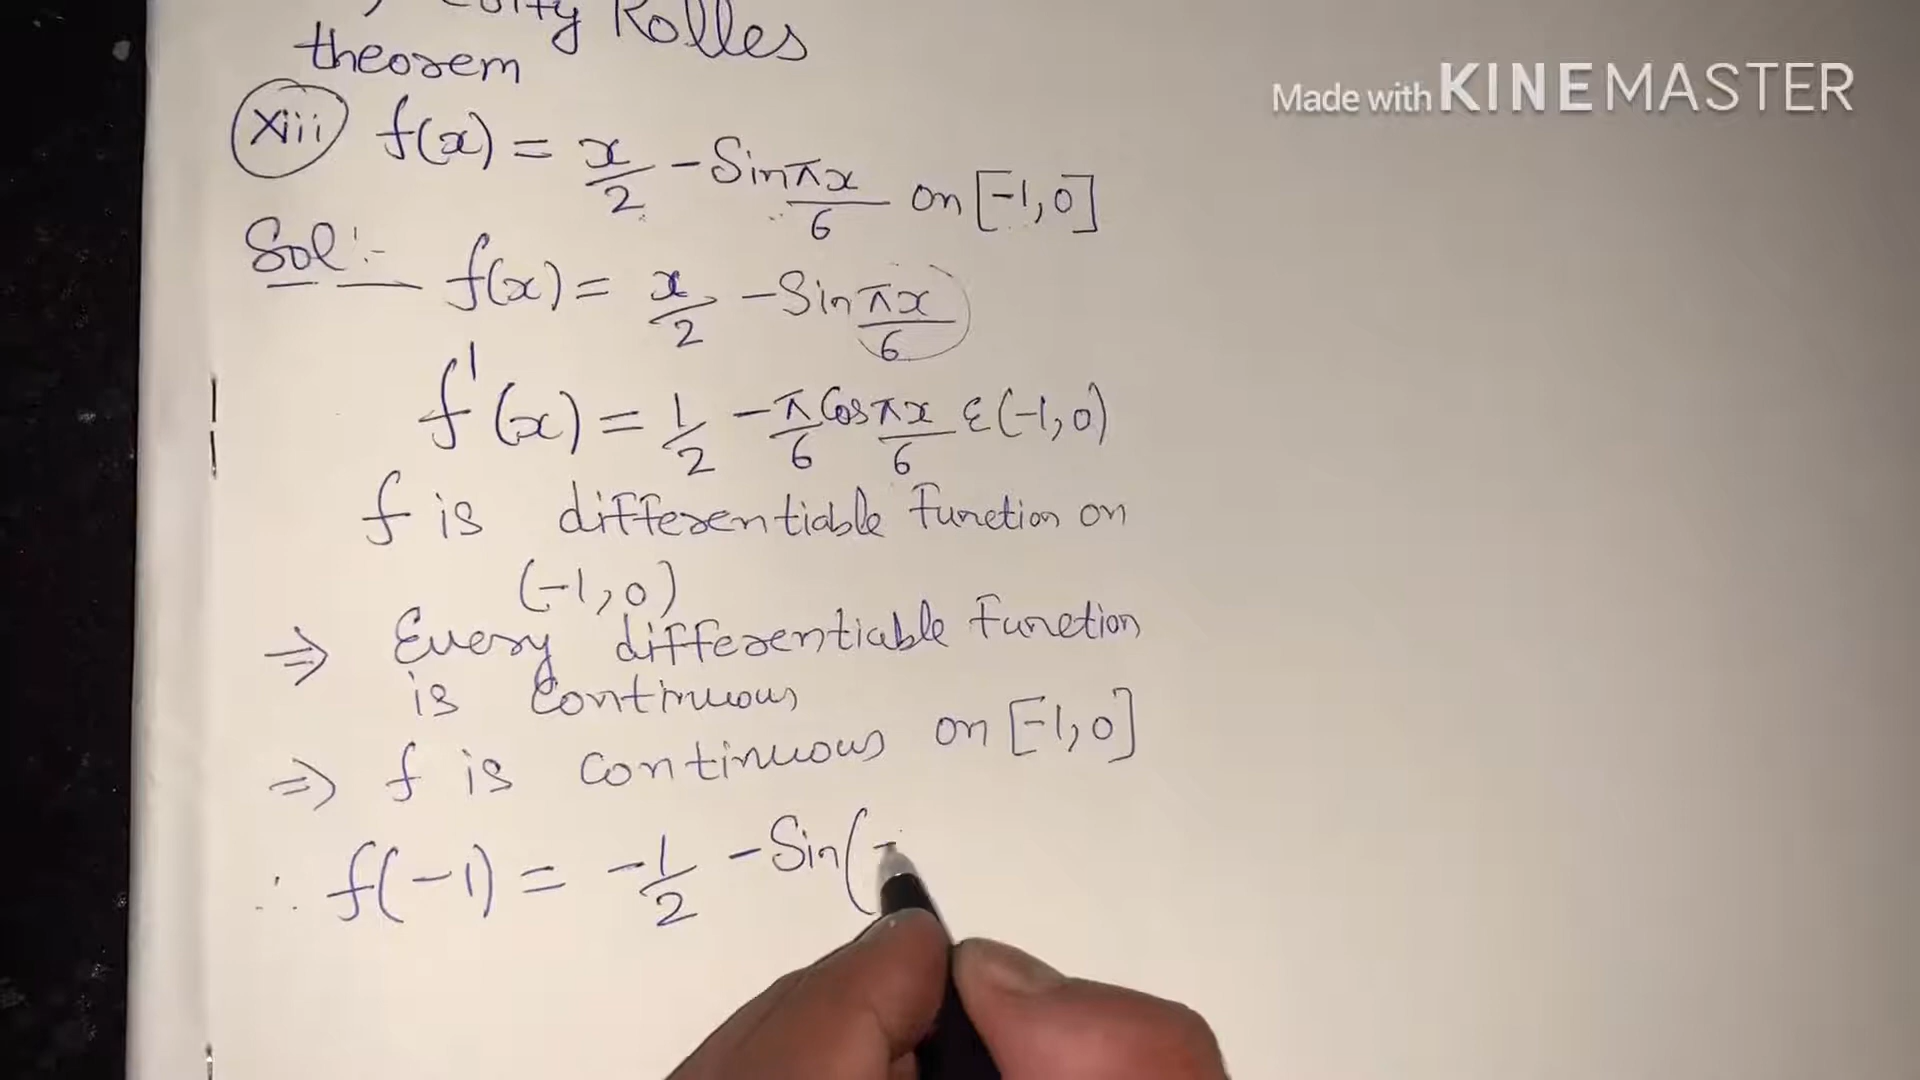 Rolles
theorem
Made with KINEMASTER
xiii f(x) = x/2 - Sin πx/6 on [-1,0]
Sol:- f(x) = x/2 - Sin πx/6
f'(x) = 1/2 - π/6 Cos πx/6 ε (-1,0)
f is differentiable function on
(-1,0)
⇒ Every differentiable function
is Continuous
⇒ f is continuous on [-1,0]
∴ f(-1) = -1/2 - Sin(-